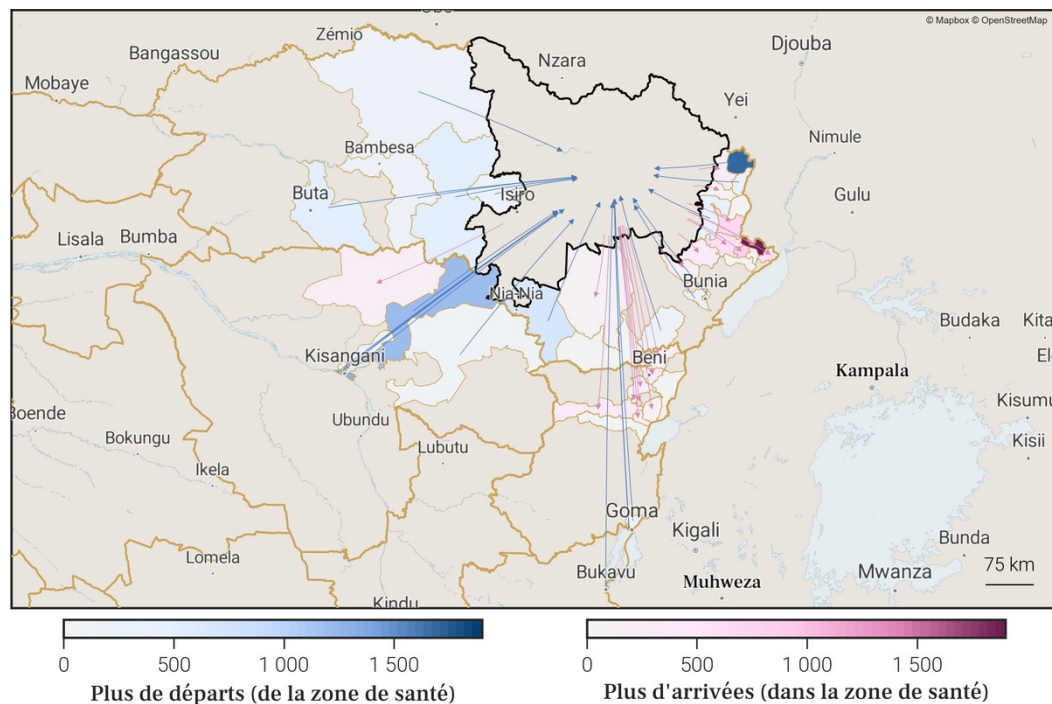 © Mapbox © OpenStreetMap
Zémio
Bangassou
Nzara
Djouba
Mobaye
Yei
Nimule
Bambesa
Buta
Isiro
Gulu
Lisala
Bumba
Bunia
Nia-Nia
Budaka
Kisangani
Beni
Kampala
Ubundu
Kisumu
Bokungu
Lubutu
Kisii
Ikela
Goma
Kigali
Lomela
Bunda
Bukavu
Muhweza
Mwanza
75 km
Kindu
0 500 1 000 1 500
Plus de départs (de la zone de santé)
0 500 1 000 1 500
Plus d'arrivées (dans la zone de santé)